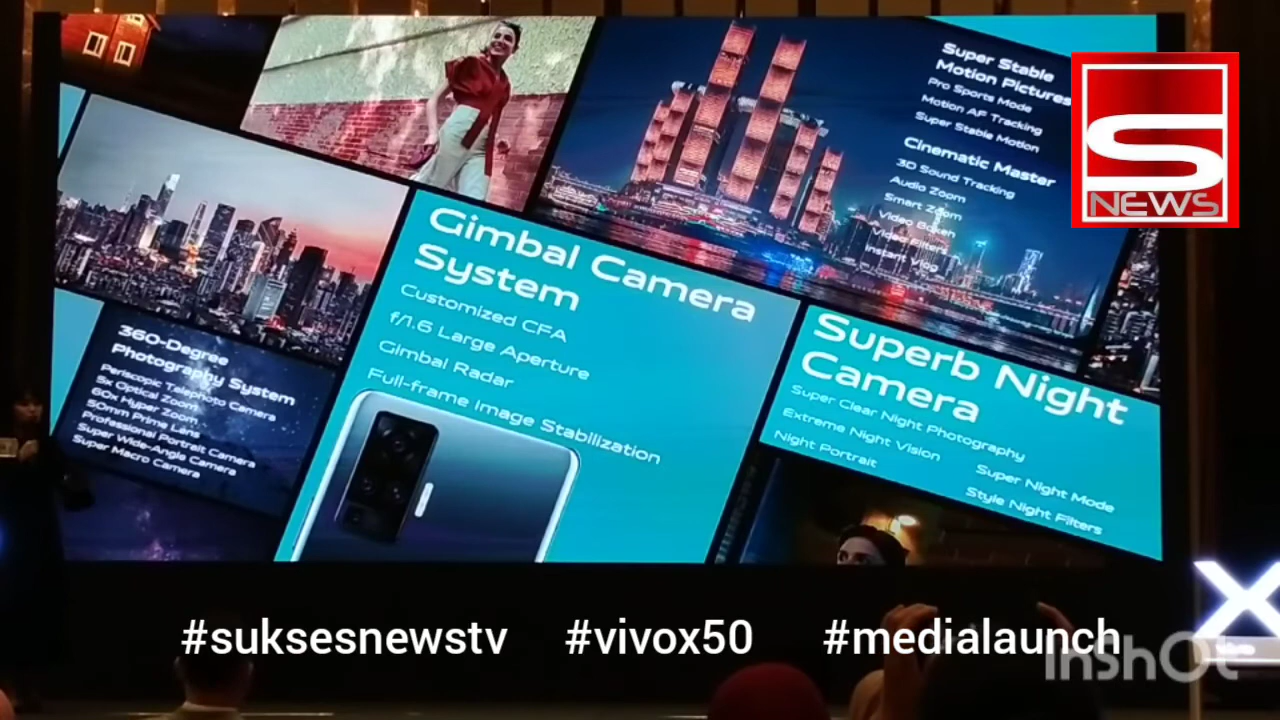 Super Stable
Motion Pictures
Pro Sports Mode
Motion AF Tracking
Super Stable Motion
Cinematic Master
3D Sound Tracking
Audio Zoom
Smart Zoom
Video Bokeh
Video Filters
Instant Vlog
S
NEWS
Gimbal Camera
System
Customized CFA
f/1.6 Large Aperture
Gimbal Radar
Full-frame Image Stabilization
360-Degree
Photography System
Periscopic Telephoto Camera
5x Optical Zoom
60x Hyper Zoom
50mm Prime Lens
Professional Portrait Camera
Super Wide-Angle Camera
Super Macro Camera
Superb Night
Camera
Super Clear Night Photography
Extreme Night Vision
Night Portrait
Super Night Mode
Style Night Filters
X
#suksesnewstv #vivox50 #medialaunch
InShOt